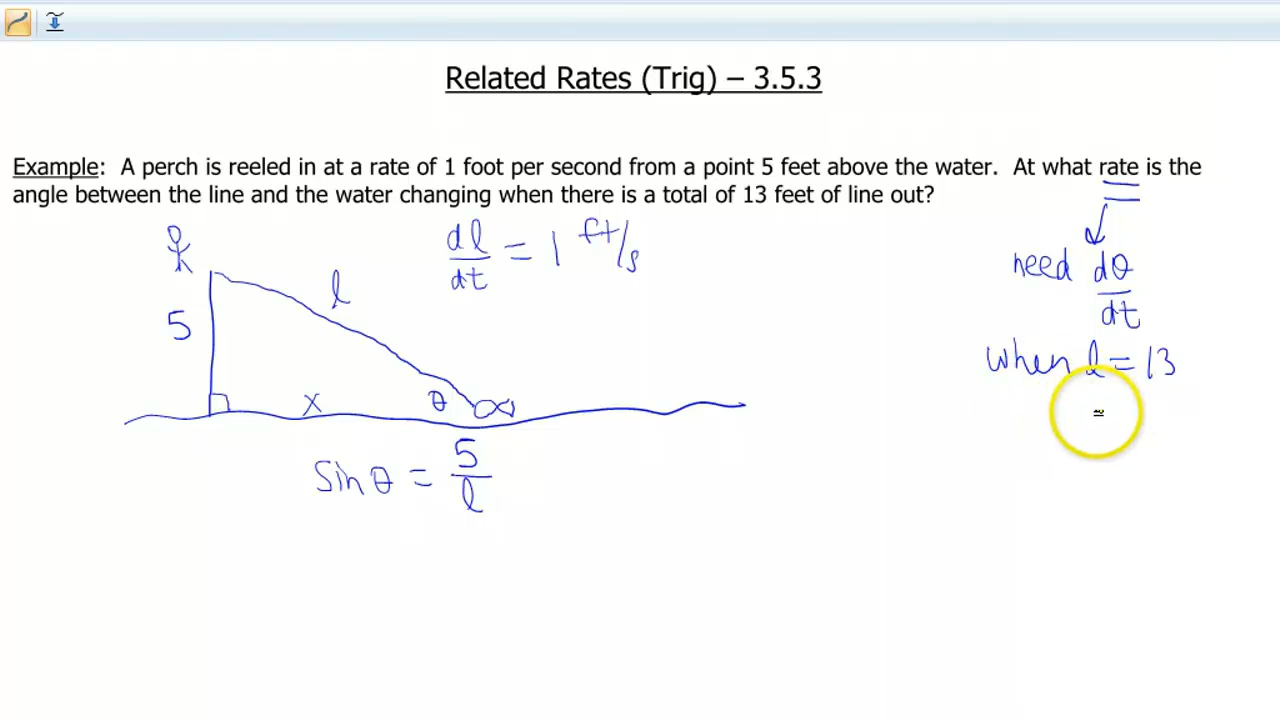 Related Rates (Trig) – 3.5.3
Example: A perch is reeled in at a rate of 1 foot per second from a point 5 feet above the water. At what rate is the
angle between the line and the water changing when there is a total of 13 feet of line out?
dl/dt = 1 ft/s
l
5
x θ
sin θ = 5/l
need dθ/dt
when l = 13